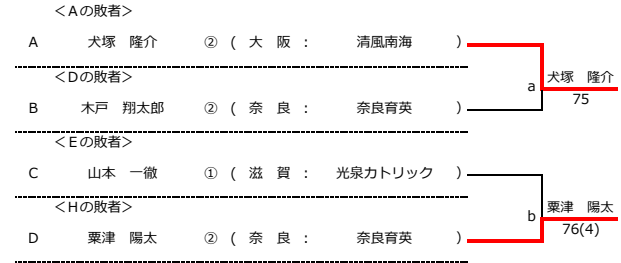 ＜Aの敗者＞
A 犬塚 隆介 ② ( 大 阪 : 清風南海 )
＜Dの敗者＞
a 犬塚 隆介
75
B 木戸 翔太郎 ② ( 奈 良 : 奈良育英 )
＜Eの敗者＞
C 山本 一徹 ① ( 滋 賀 : 光泉カトリック )
＜Hの敗者＞
b 粟津 陽太
76(4)
D 粟津 陽太 ② ( 奈 良 : 奈良育英 )